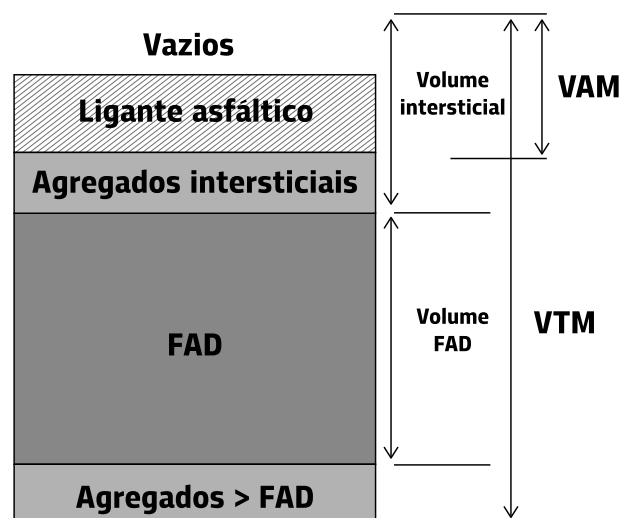 Vazios
Ligante asfáltico
Agregados intersticiais
FAD
Agregados > FAD
Volume
intersticial
VAM
Volume
FAD
VTM